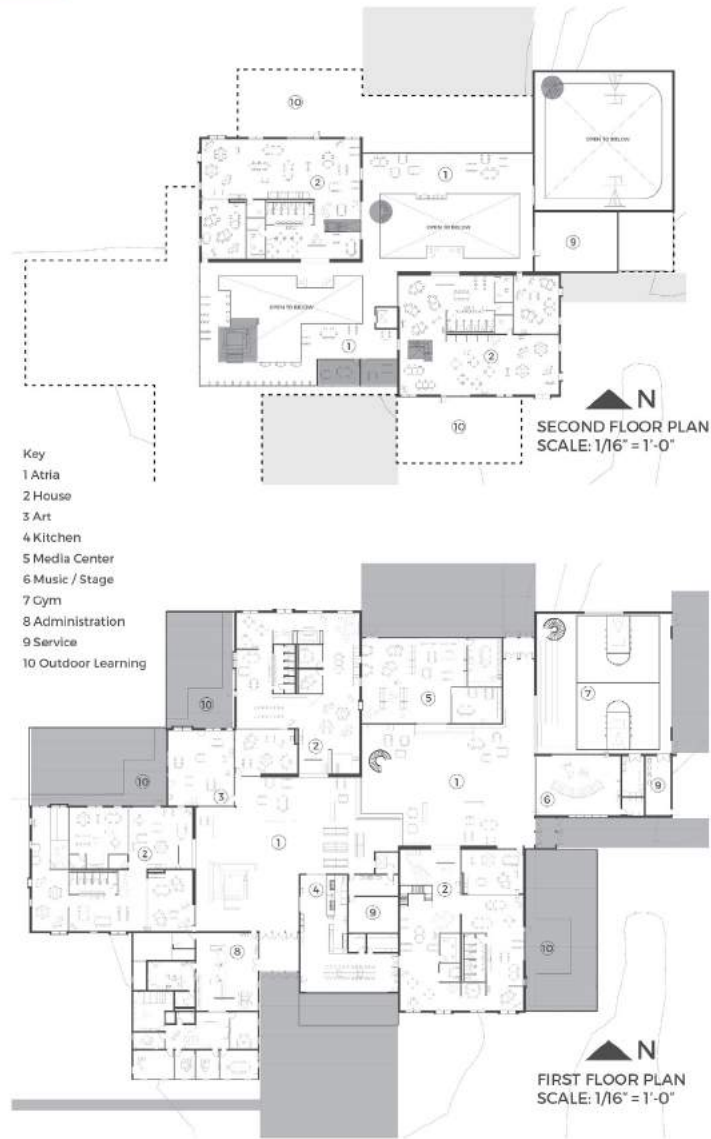 10
OPEN TO BELOW
1
2
OPEN TO BELOW
9
OPEN TO BELOW
1
2
N
SECOND FLOOR PLAN
SCALE: 1/16" = 1'-0"
10
Key
1 Atria
2 House
3 Art
4 Kitchen
5 Media Center
6 Music / Stage
7 Gym
8 Administration
9 Service
10 Outdoor Learning
10
5
7
2
10
3
1
6
9
2
1
4
2
9
8
10
N
FIRST FLOOR PLAN
SCALE: 1/16" = 1'-0"